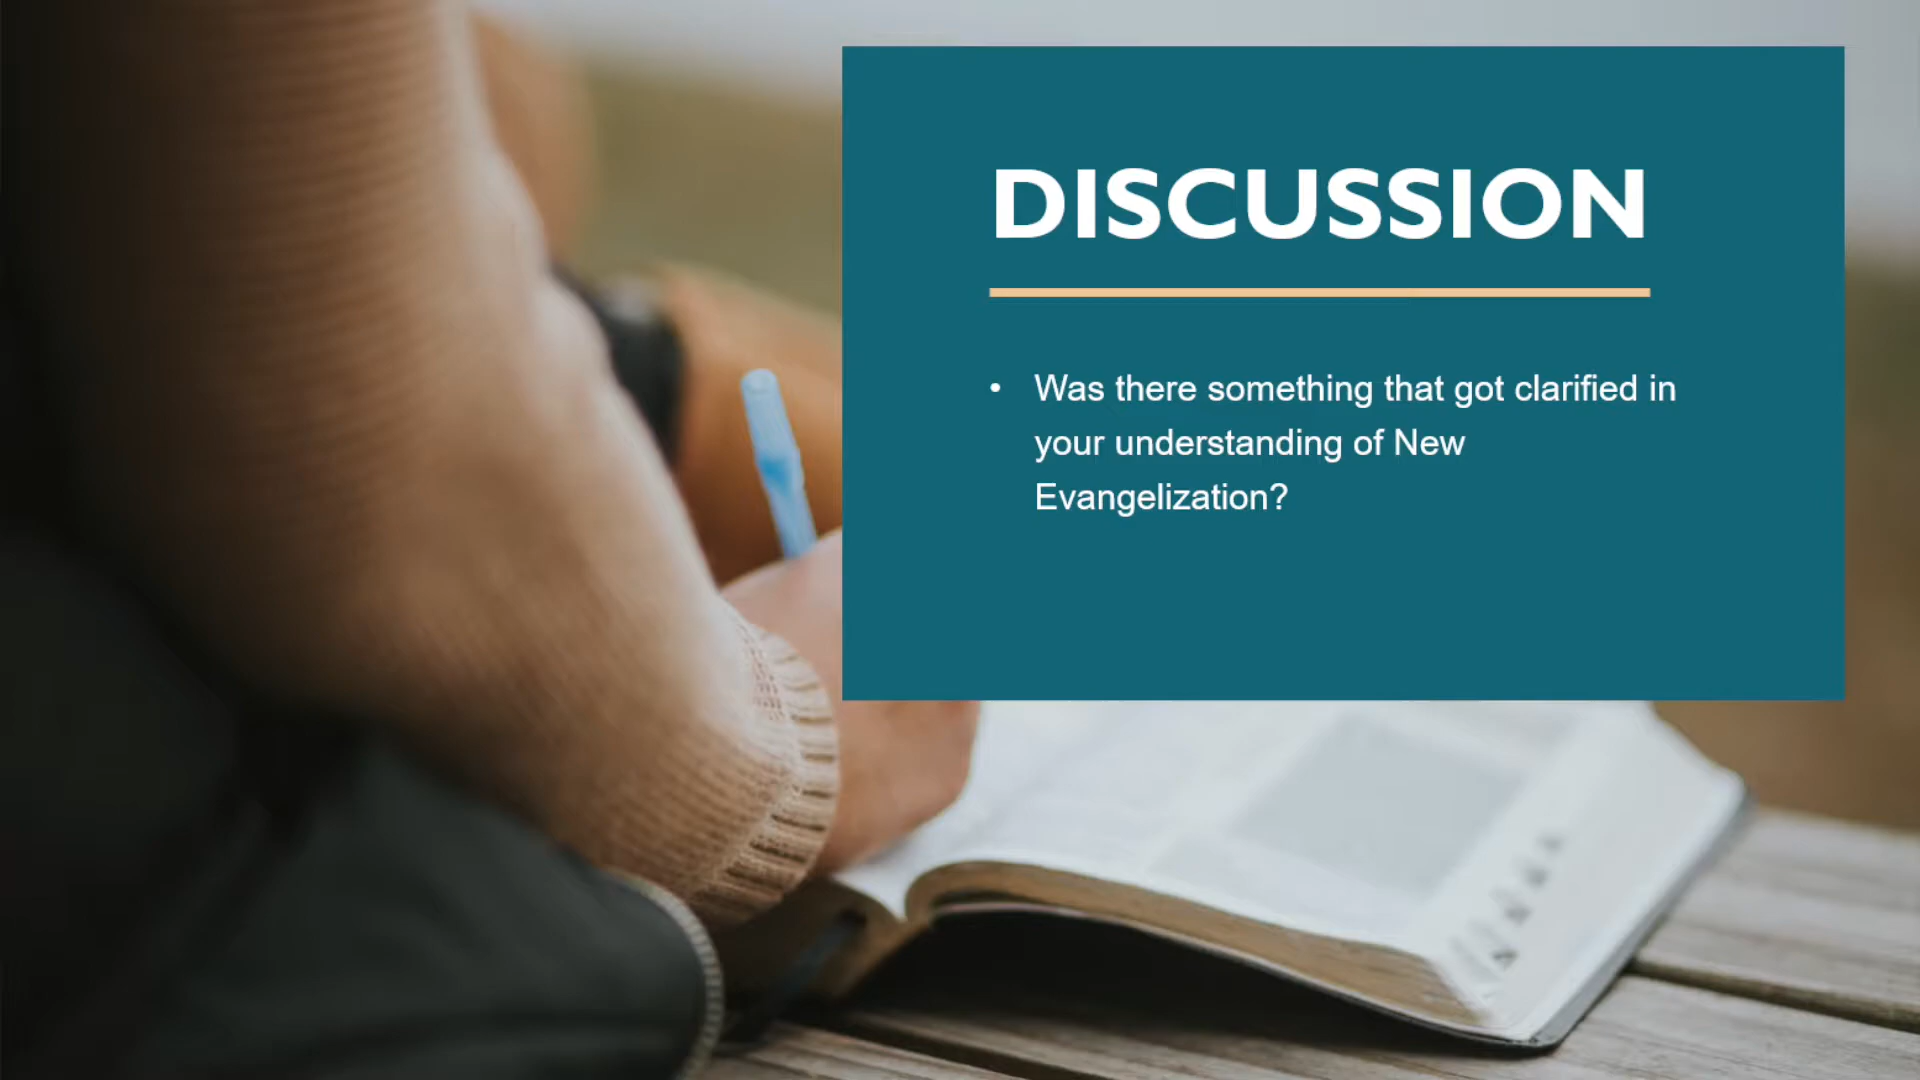 DISCUSSION
• Was there something that got clarified in
your understanding of New
Evangelization?